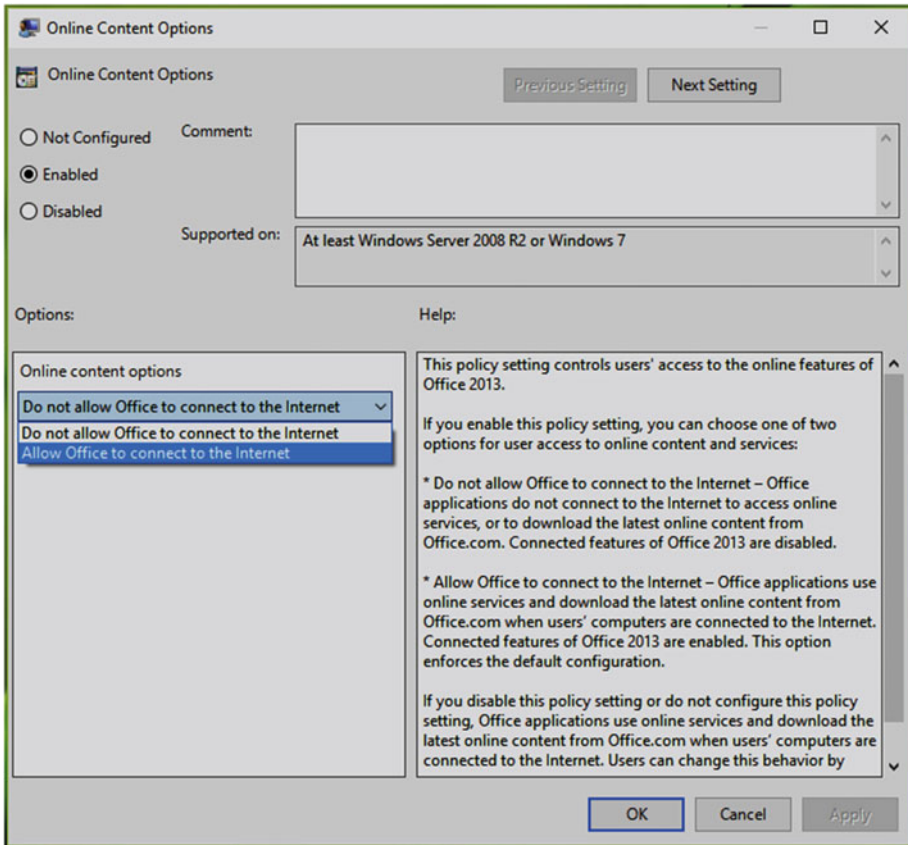 Online Content Options
Online Content Options
Previous Setting
Next Setting
Not Configured
Comment:
Enabled
Disabled
Supported on:
At least Windows Server 2008 R2 or Windows 7
Options:
Help:
Online content options
Do not allow Office to connect to the Internet
Do not allow Office to connect to the Internet
Allow Office to connect to the Internet
This policy setting controls users' access to the online features of
Office 2013.
If you enable this policy setting, you can choose one of two
options for user access to online content and services:
* Do not allow Office to connect to the Internet – Office
applications do not connect to the Internet to access online
services, or to download the latest online content from
Office.com. Connected features of Office 2013 are disabled.
* Allow Office to connect to the Internet – Office applications use
online services and download the latest online content from
Office.com when users' computers are connected to the Internet.
Connected features of Office 2013 are enabled. This option
enforces the default configuration.
If you disable this policy setting or do not configure this policy
setting, Office applications use online services and download the
latest online content from Office.com when users' computers are
connected to the Internet. Users can change this behavior by
OK
Cancel
Apply